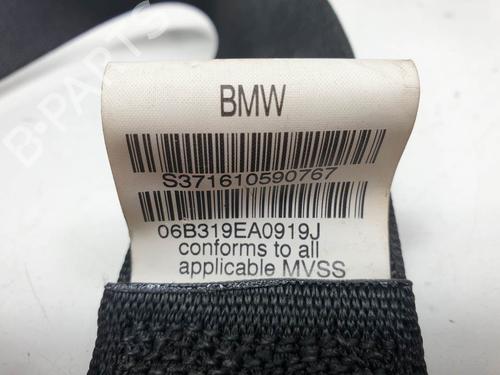 BMW
S371610590767
06B319EA0919J
conforms to all
applicable MVSS
B-PARTS